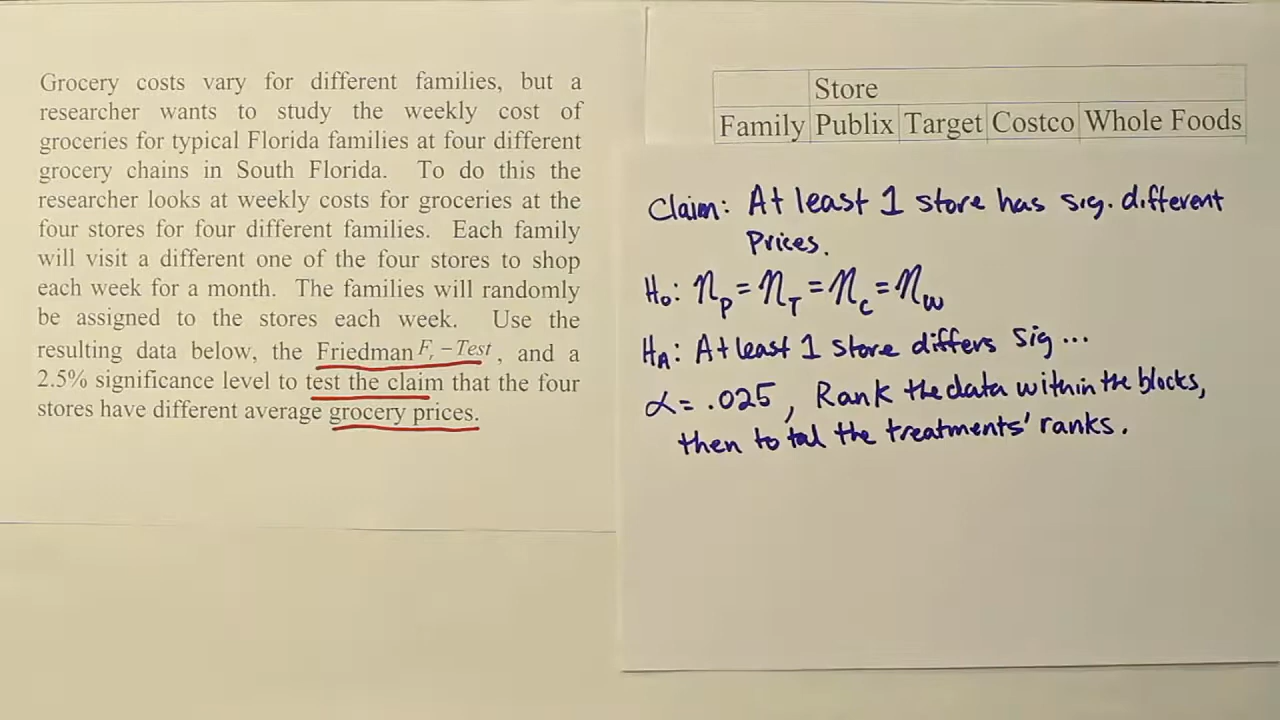 Grocery costs vary for different families, but a
researcher wants to study the weekly cost of
groceries for typical Florida families at four different
grocery chains in South Florida. To do this the
researcher looks at weekly costs for groceries at the
four stores for four different families. Each family
will visit a different one of the four stores to shop
each week for a month. The families will randomly
be assigned to the stores each week. Use the
resulting data below, the Friedman Fr – Test, and a
2.5% significance level to test the claim that the four
stores have different average grocery prices.
Store
Family Publix Target Costco Whole Foods
Claim: At least 1 store has sig. different
Prices.
H₀: ηP = ηT = ηC = ηW
HA: At least 1 store differs sig...
α = .025, Rank the data within the blocks,
then total the treatments' ranks.